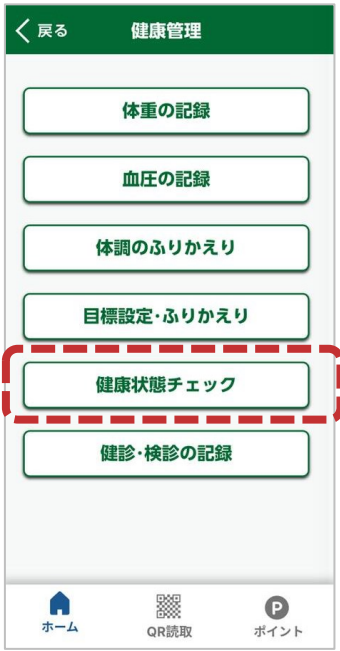 戻る 健康管理
体重の記録
血圧の記録
体調のふりかえり
目標設定・ふりかえり
健康状態チェック
健診・検診の記録
P
ホーム QR読取 ポイント